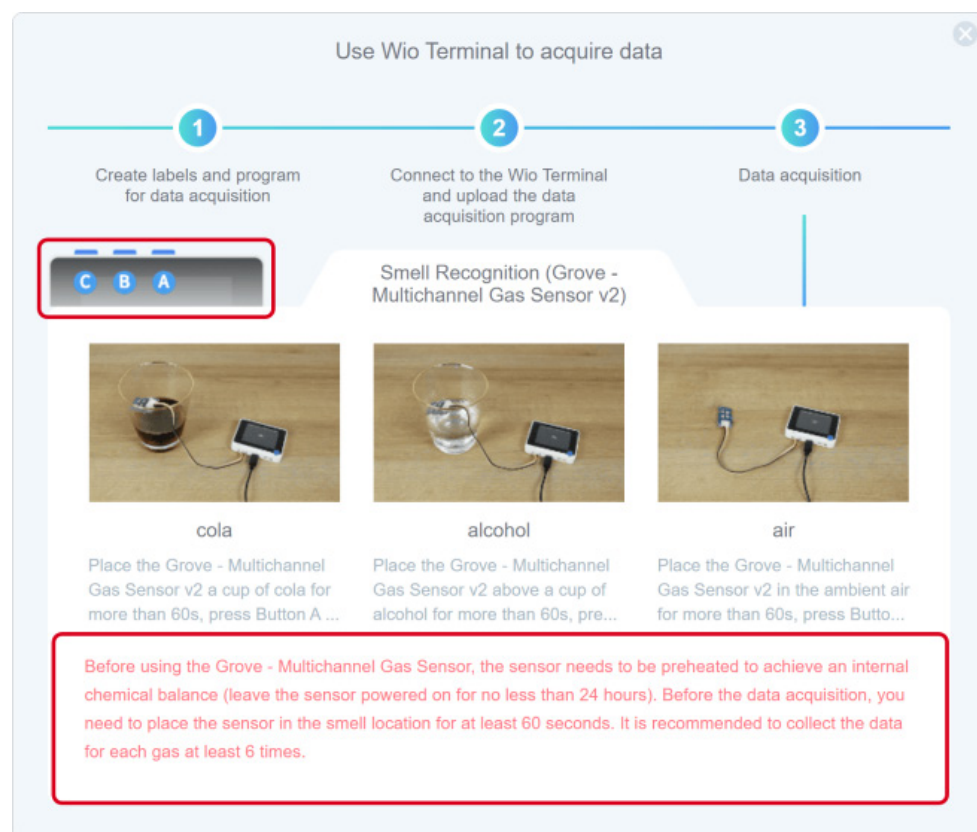 Use Wio Terminal to acquire data
1
2
3
Create labels and program
for data acquisition
Connect to the Wio Terminal
and upload the data
acquisition program
Data acquisition
C B A
Smell Recognition (Grove -
Multichannel Gas Sensor v2)
cola
Place the Grove - Multichannel
Gas Sensor v2 a cup of cola for
more than 60s, press Button A ...
alcohol
Place the Grove - Multichannel
Gas Sensor v2 above a cup of
alcohol for more than 60s, pre...
air
Place the Grove - Multichannel
Gas Sensor v2 in the ambient air
for more than 60s, press Butto...
Before using the Grove - Multichannel Gas Sensor, the sensor needs to be preheated to achieve an internal
chemical balance (leave the sensor powered on for no less than 24 hours). Before the data acquisition, you
need to place the sensor in the smell location for at least 60 seconds. It is recommended to collect the data
for each gas at least 6 times.